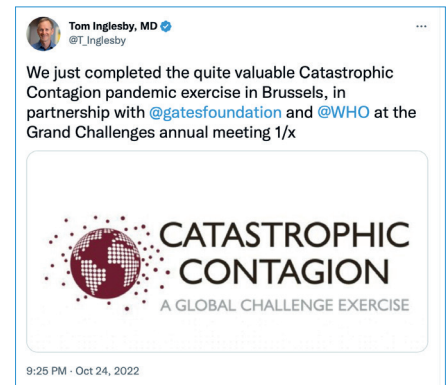 Tom Inglesby, MD
@T_Inglesby
We just completed the quite valuable Catastrophic
Contagion pandemic exercise in Brussels, in
partnership with @gatesfoundation and @WHO at the
Grand Challenges annual meeting 1/x
CATASTROPHIC
CONTAGION
A GLOBAL CHALLENGE EXERCISE
9:25 PM · Oct 24, 2022